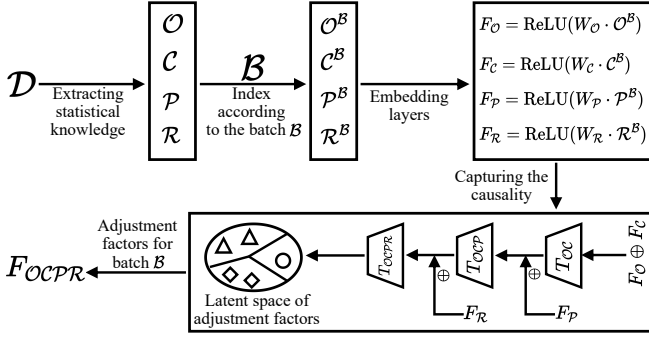 𝒟
Extracting
statistical
knowledge
𝒪
𝒞
𝒫
ℛ
ℬ
Index
according
to the batch ℬ
𝒪^ℬ
𝒞^ℬ
𝒫^ℬ
ℛ^ℬ
Embedding
layers
F_𝒪 = ReLU(W_𝒪 · 𝒪^ℬ)
F_𝒞 = ReLU(W_𝒞 · 𝒞^ℬ)
F_𝒫 = ReLU(W_𝒫 · 𝒫^ℬ)
F_ℛ = ReLU(W_ℛ · ℛ^ℬ)
Capturing the
causality
F_𝒪 ⊕ F_𝒞
T_𝒪𝒞
⊕
F_𝒫
T_𝒪𝒞𝒫
⊕
F_ℛ
T_𝒪𝒞𝒫ℛ
Latent space of
adjustment factors
Adjustment
factors for
batch ℬ
F_𝒪𝒞𝒫ℛ